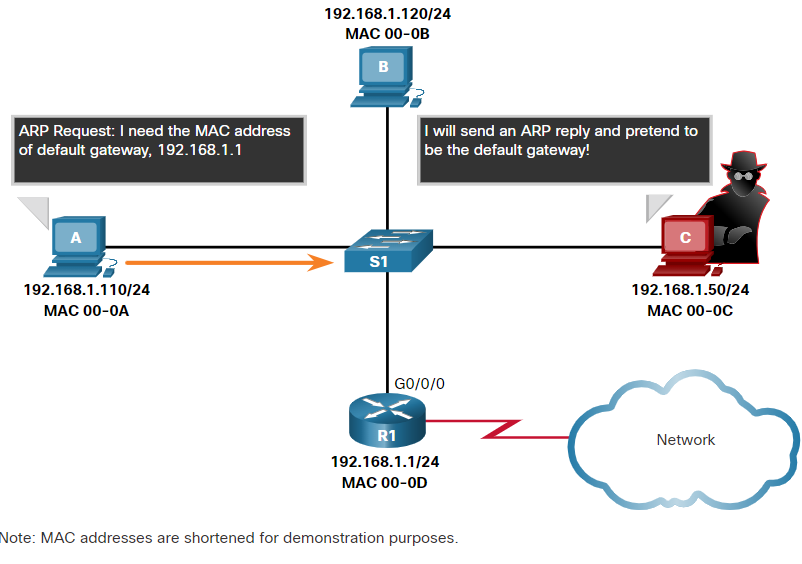 192.168.1.120/24
MAC 00-0B
B
ARP Request: I need the MAC address
of default gateway, 192.168.1.1
I will send an ARP reply and pretend to
be the default gateway!
A
S1
C
192.168.1.110/24
MAC 00-0A
192.168.1.50/24
MAC 00-0C
G0/0/0
R1
Network
192.168.1.1/24
MAC 00-0D
Note: MAC addresses are shortened for demonstration purposes.